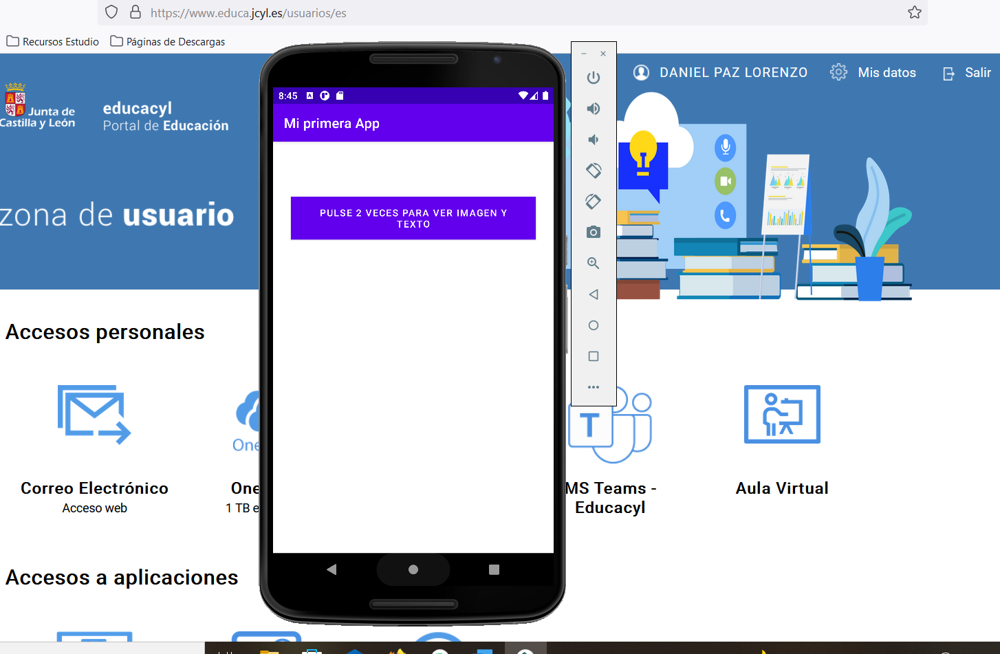 https://www.educa.jcyl.es/usuarios/es
Recursos Estudio
Páginas de Descargas
DANIEL PAZ LORENZO
Mis datos
Salir
Junta de
Castilla y León
educacyl
Portal de Educación
zona de usuario
8:45
Mi primera App
PULSE 2 VECES PARA VER IMAGEN Y
TEXTO
Accesos personales
One
T
Correo Electrónico
Acceso web
One
1 TB e
MS Teams -
Educacyl
Aula Virtual
Accesos a aplicaciones